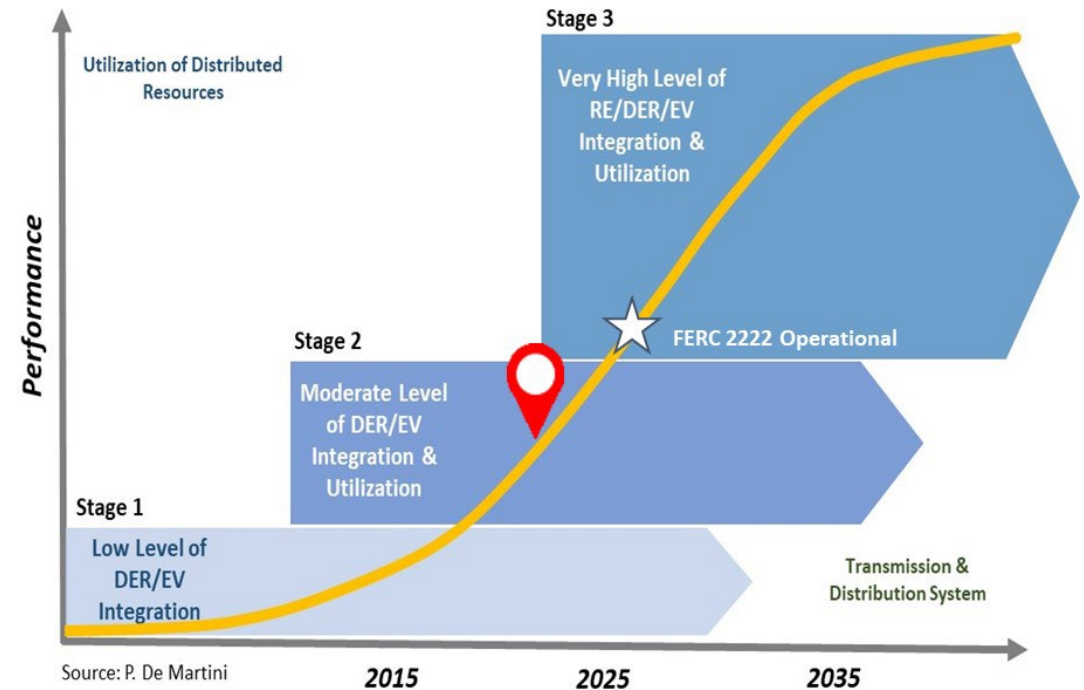 Stage 3
Utilization of Distributed
Resources
Very High Level of
RE/DER/EV
Integration &
Utilization
Performance
FERC 2222 Operational
Stage 2
Moderate Level
of DER/EV
Integration &
Utilization
Stage 1
Low Level of
DER/EV
Integration
Transmission &
Distribution System
Source: P. De Martini
2015
2025
2035